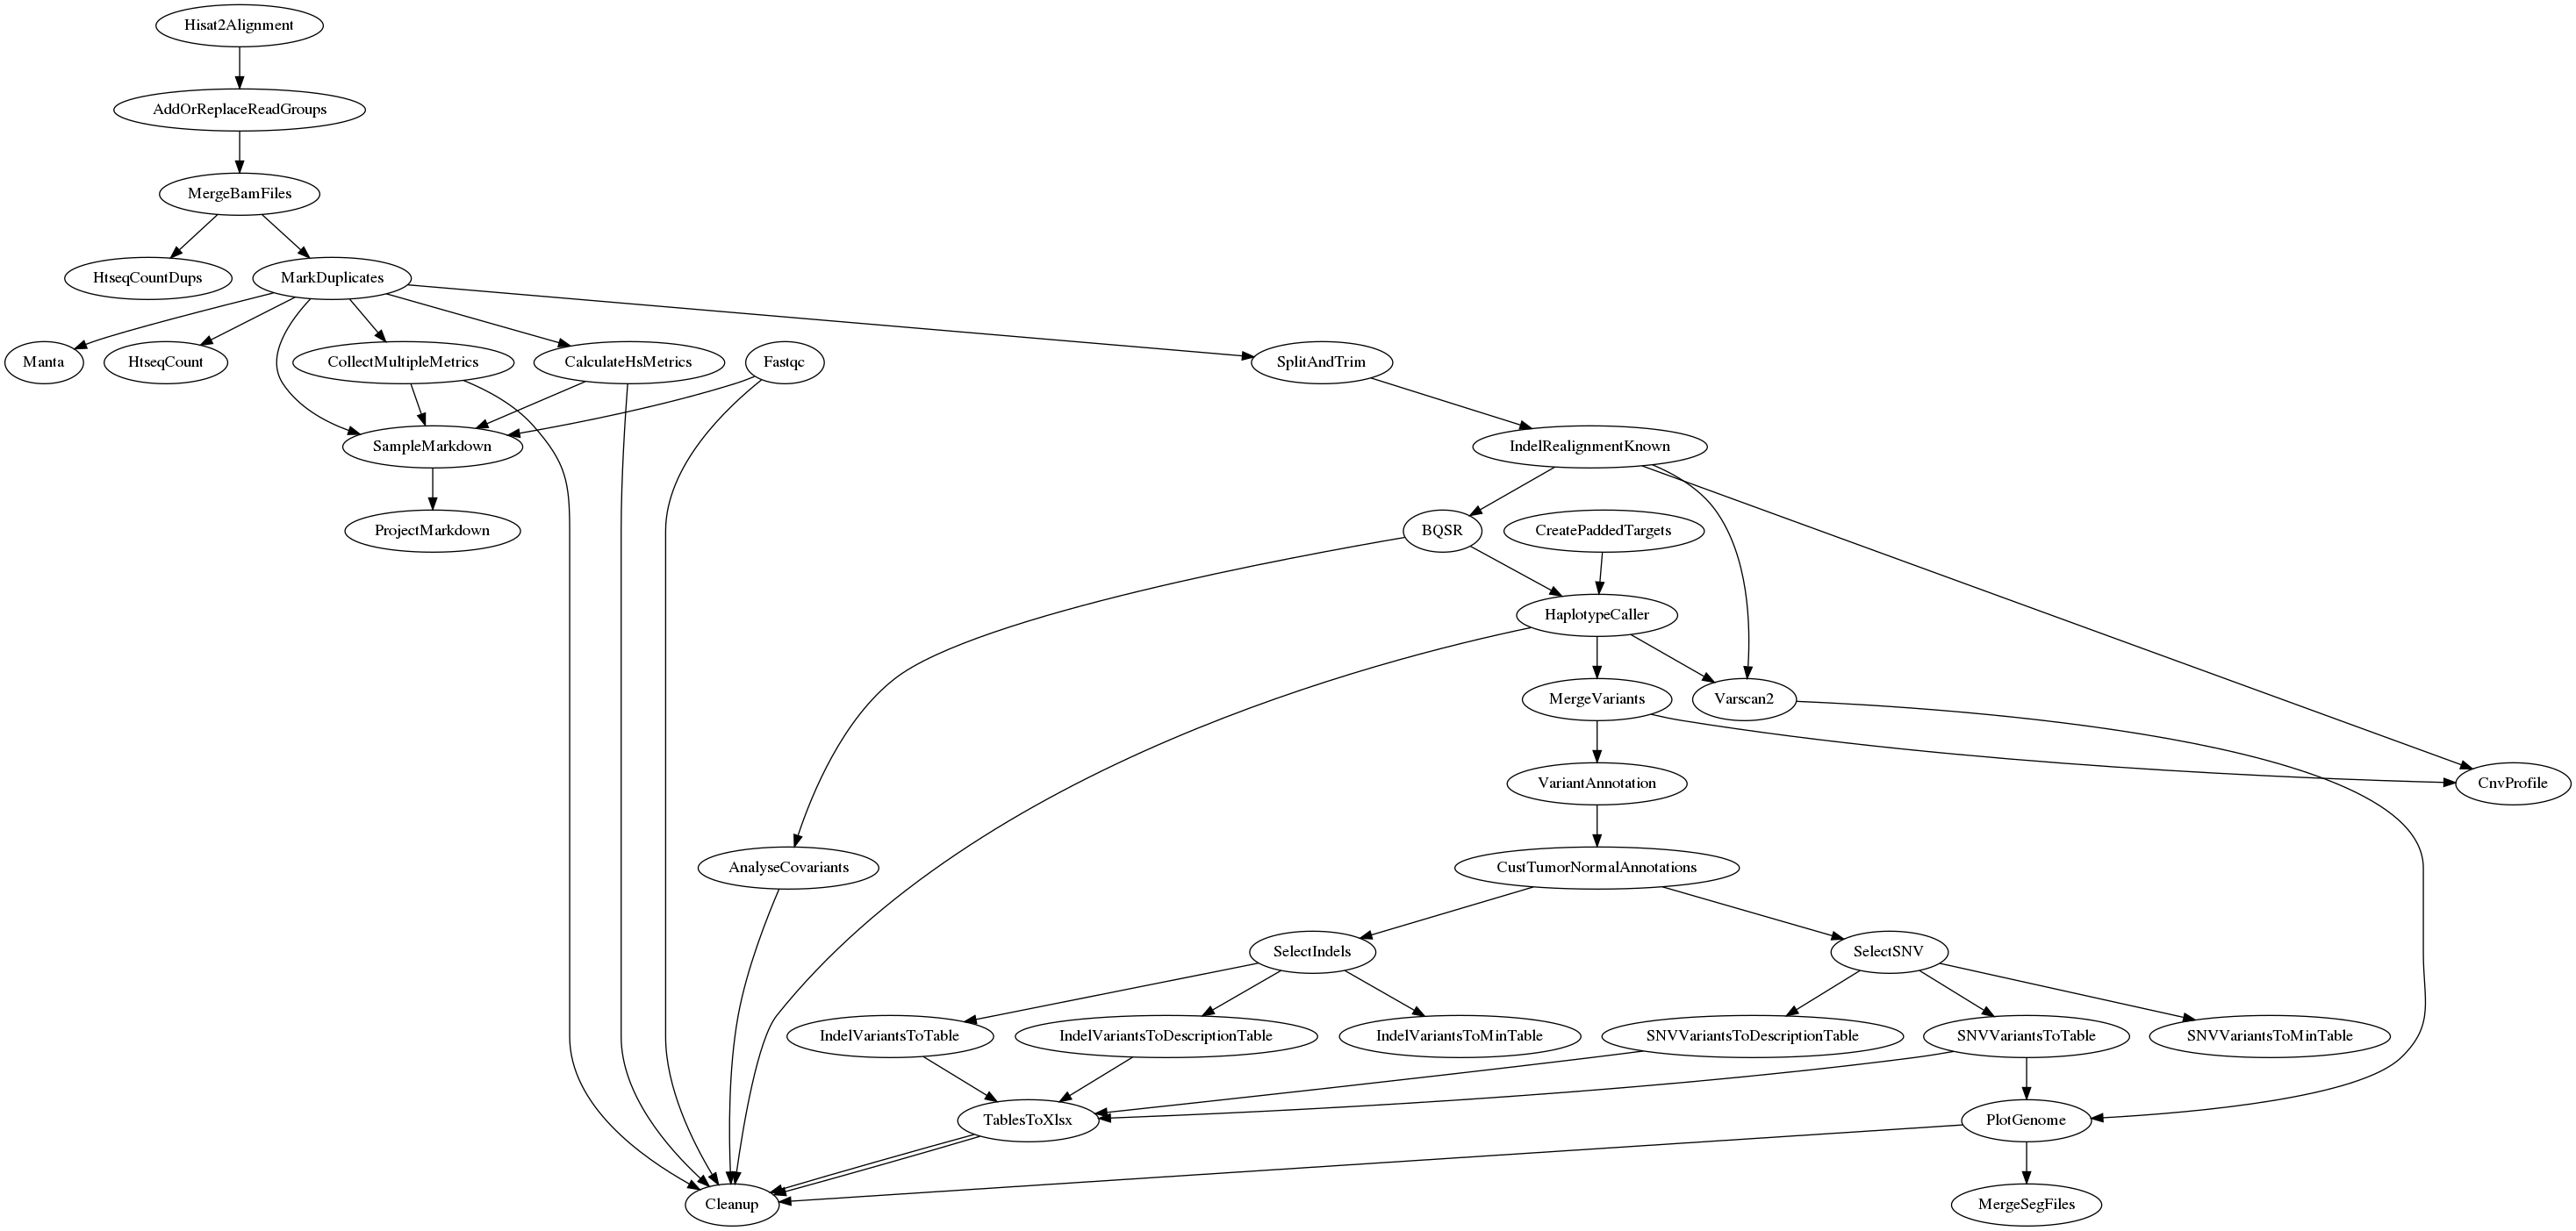 Hisat2Alignment
AddOrReplaceReadGroups
MergeBamFiles
HtseqCountDups
MarkDuplicates
Manta
HtseqCount
CollectMultipleMetrics
CalculateHsMetrics
Fastqc
SplitAndTrim
SampleMarkdown
IndelRealignmentKnown
ProjectMarkdown
BQSR
CreatePaddedTargets
HaplotypeCaller
MergeVariants
Varscan2
VariantAnnotation
CnvProfile
AnalyseCovariants
CustTumorNormalAnnotations
SelectIndels
SelectSNV
IndelVariantsToTable
IndelVariantsToDescriptionTable
IndelVariantsToMinTable
SNVVariantsToDescriptionTable
SNVVariantsToTable
SNVVariantsToMinTable
TablesToXlsx
PlotGenome
Cleanup
MergeSegFiles